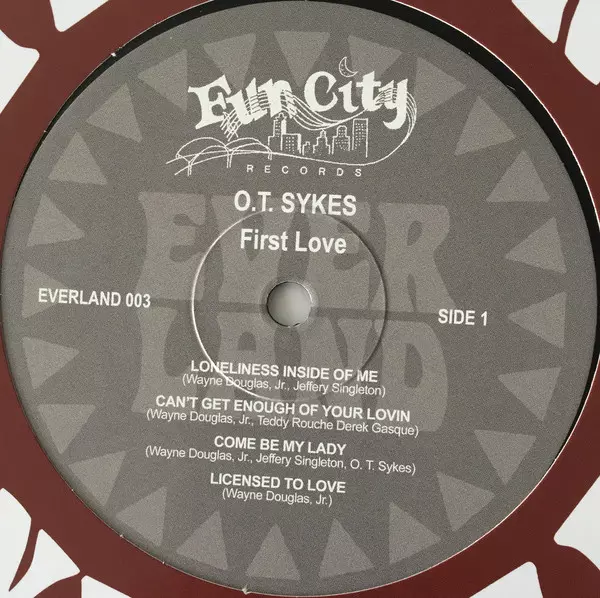 Fun City
RECORDS
O.T. SYKES
First Love
EVER
LAND
EVERLAND 003
SIDE 1
LONELINESS INSIDE OF ME
(Wayne Douglas, Jr., Jeffery Singleton)
CAN'T GET ENOUGH OF YOUR LOVIN
(Wayne Douglas, Jr., Teddy Rouche Derek Gasque)
COME BE MY LADY
(Wayne Douglas, Jr., Jeffery Singleton, O. T. Sykes)
LICENSED TO LOVE
(Wayne Douglas, Jr.)